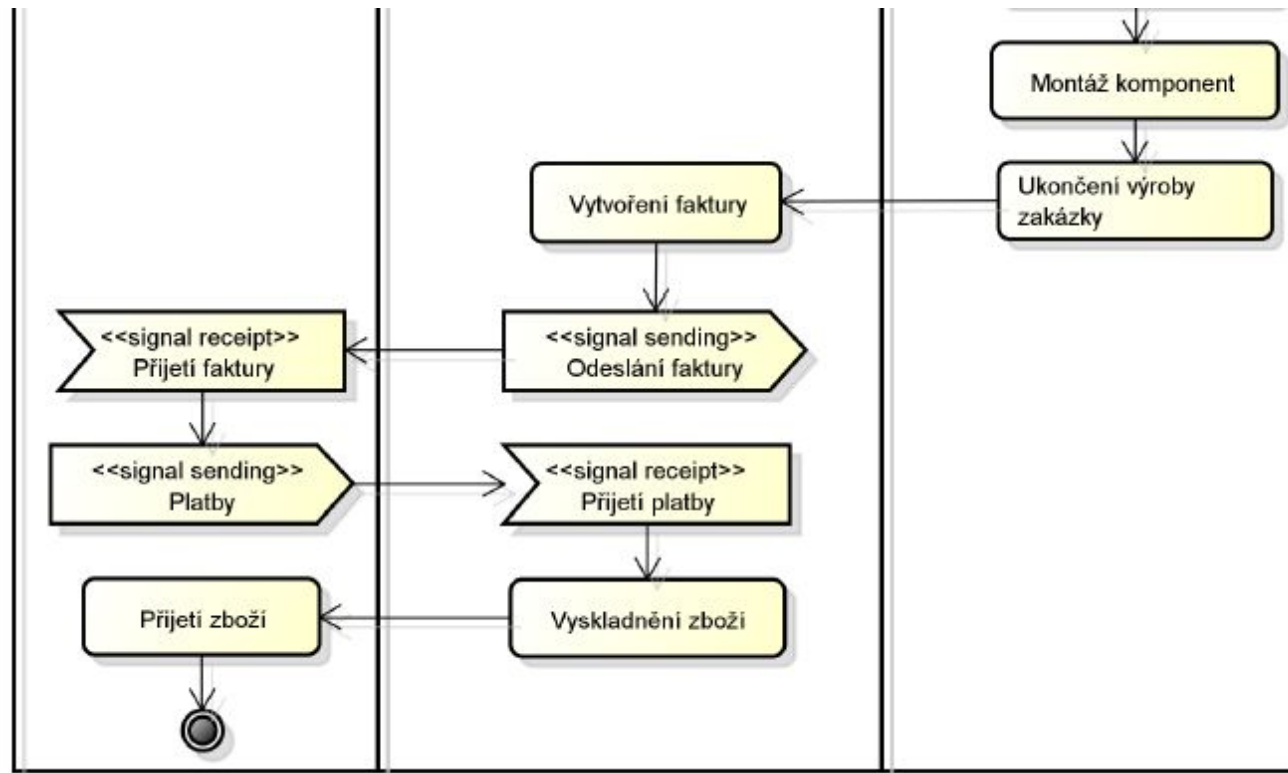 Montáž komponent
Ukončení výroby
zakázky
Vytvoření faktury
<<signal sending>>
Odeslání faktury
<<signal receipt>>
Přijetí faktury
<<signal sending>>
Platby
<<signal receipt>>
Přijetí platby
Vyskladnění zboží
Přijetí zboží